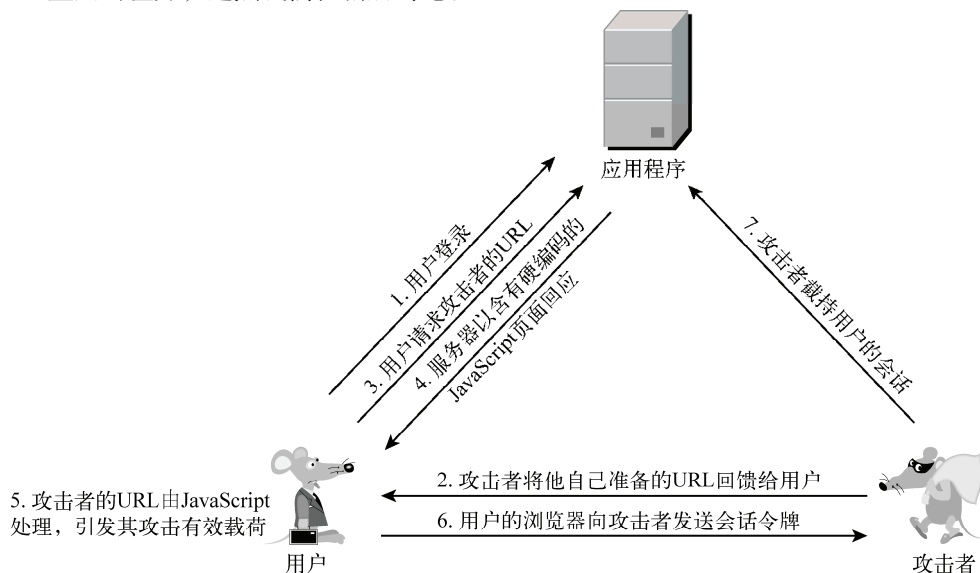 应用程序
1. 用户登录
3. 用户请求攻击者的URL
4. 服务器以含有硬编码的
JavaScript页面回应
7. 攻击者截持用户的会话
2. 攻击者将他自己准备的URL回馈给用户
5. 攻击者的URL由JavaScript
处理，引发其攻击有效载荷
6. 用户的浏览器向攻击者发送会话令牌
用户
攻击者